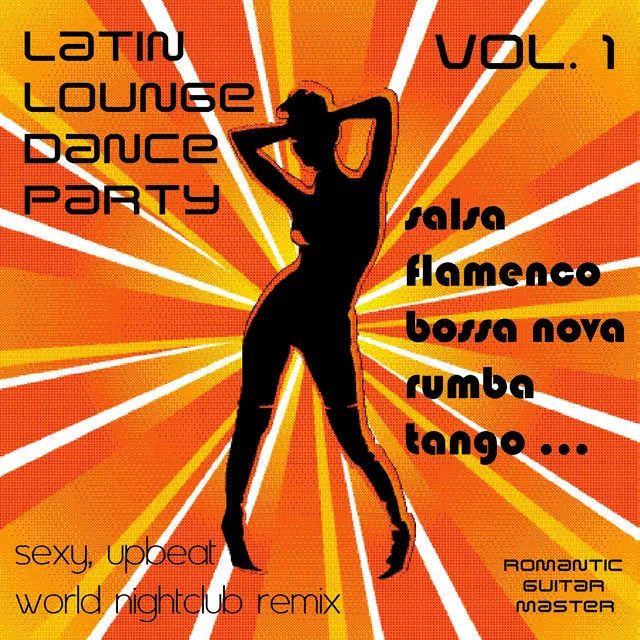 Latin
Lounge
Dance
Party
Vol. 1
salsa
flamenco
bossa nova
rumba
tango ...
sexy, upbeat
world nightclub remix
Romantic
Guitar
Master